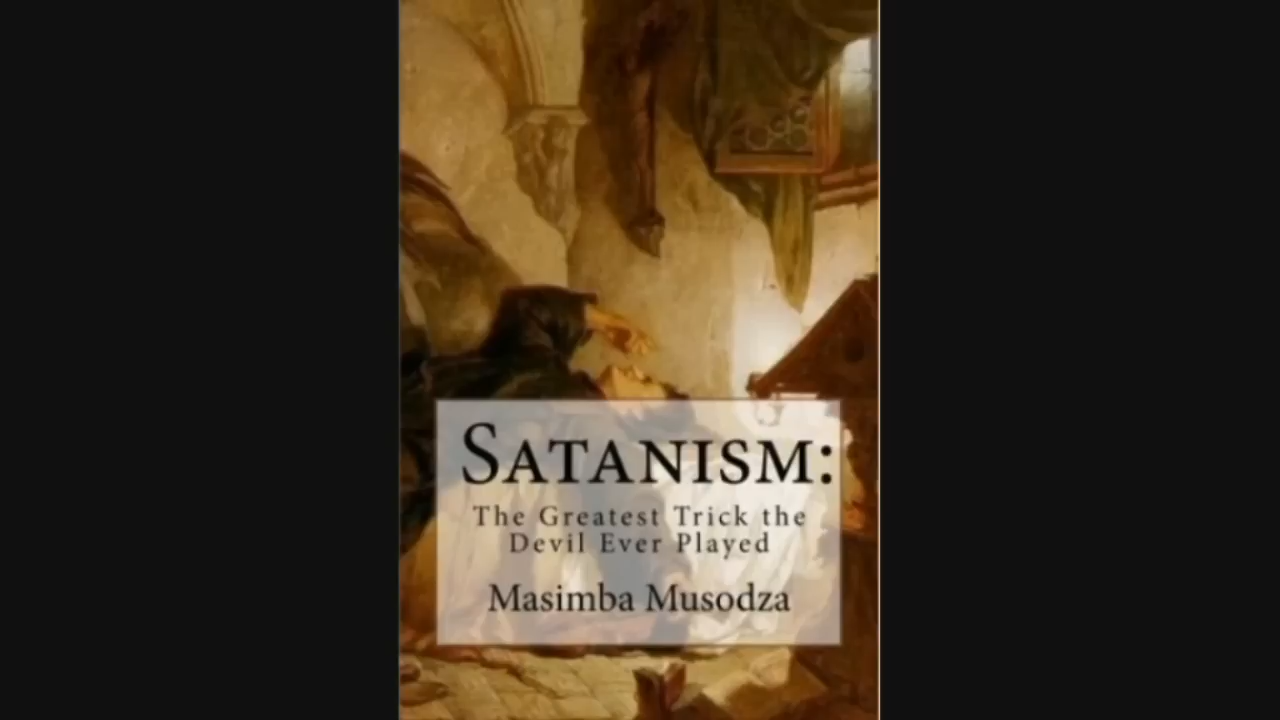 SATANISM:
The Greatest Trick the
Devil Ever Played
Masimba Musodza